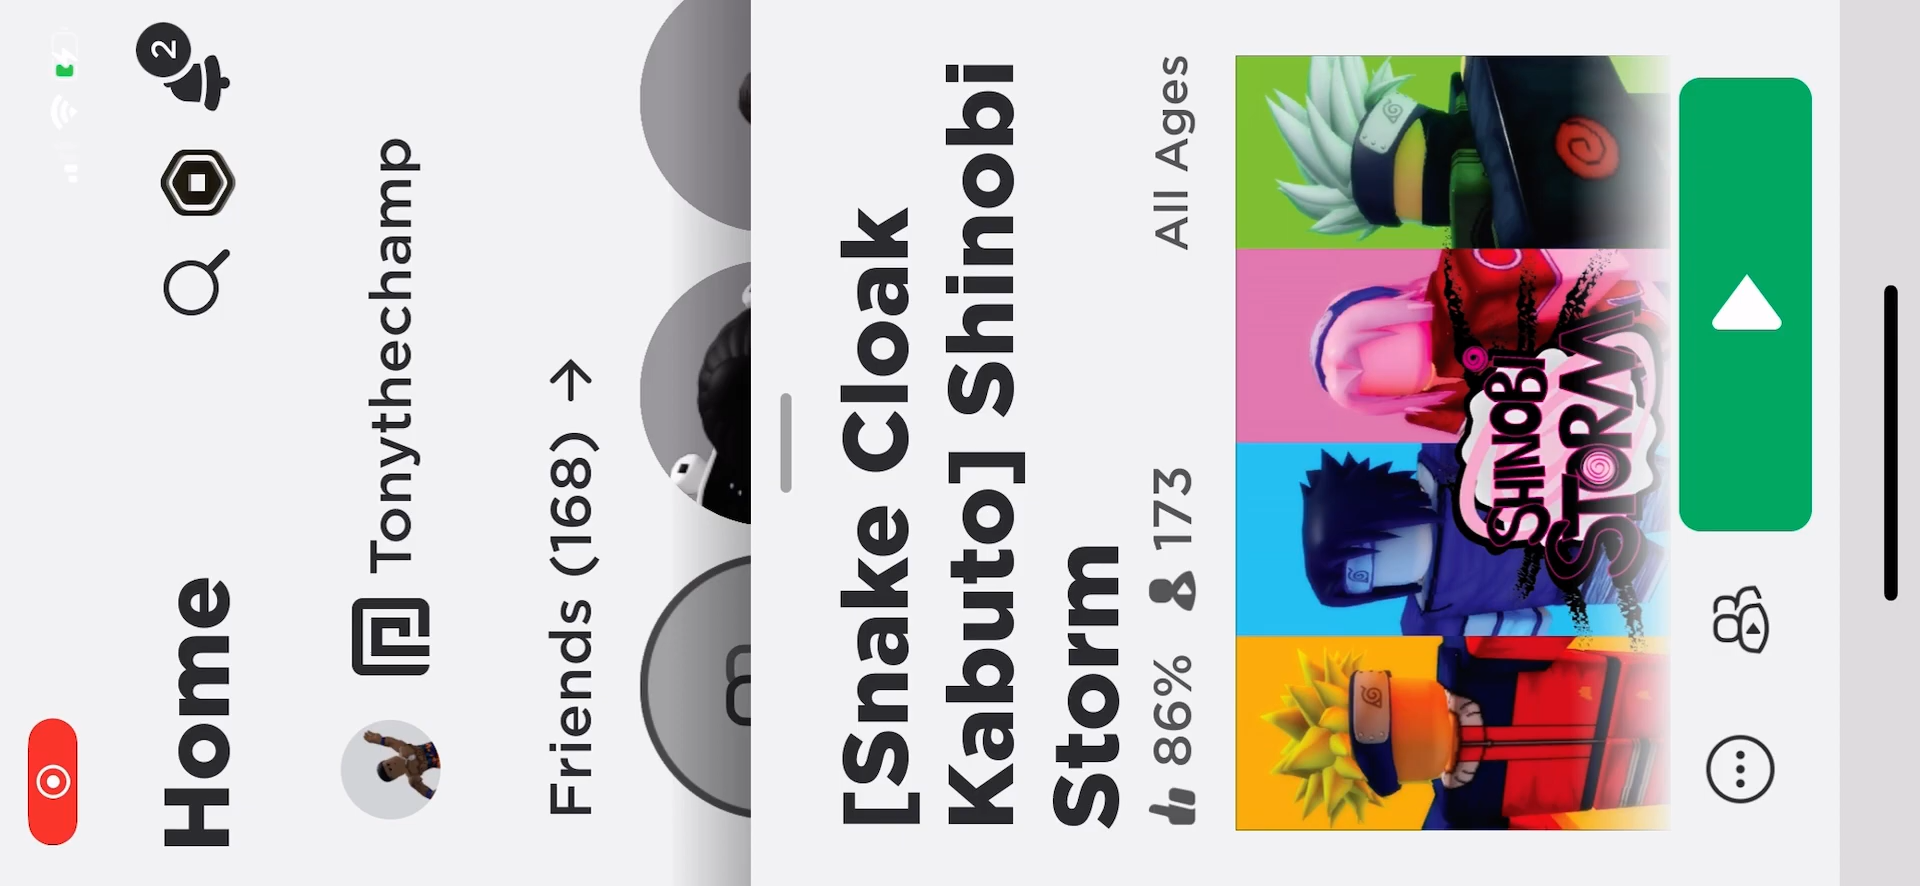 2
Home
Tonythechamp
Friends (168)
[Snake Cloak
Kabuto] Shinobi
Storm
86% 173 All Ages
SHINOBI
STORM